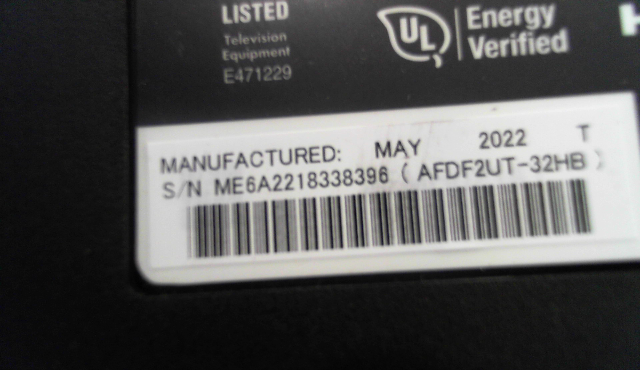 LISTED
Television
Equipment
E471229
UL
Energy
Verified
MANUFACTURED: MAY 2022 T
S/N ME6A2218338396 ( AFDF2UT-32HB )